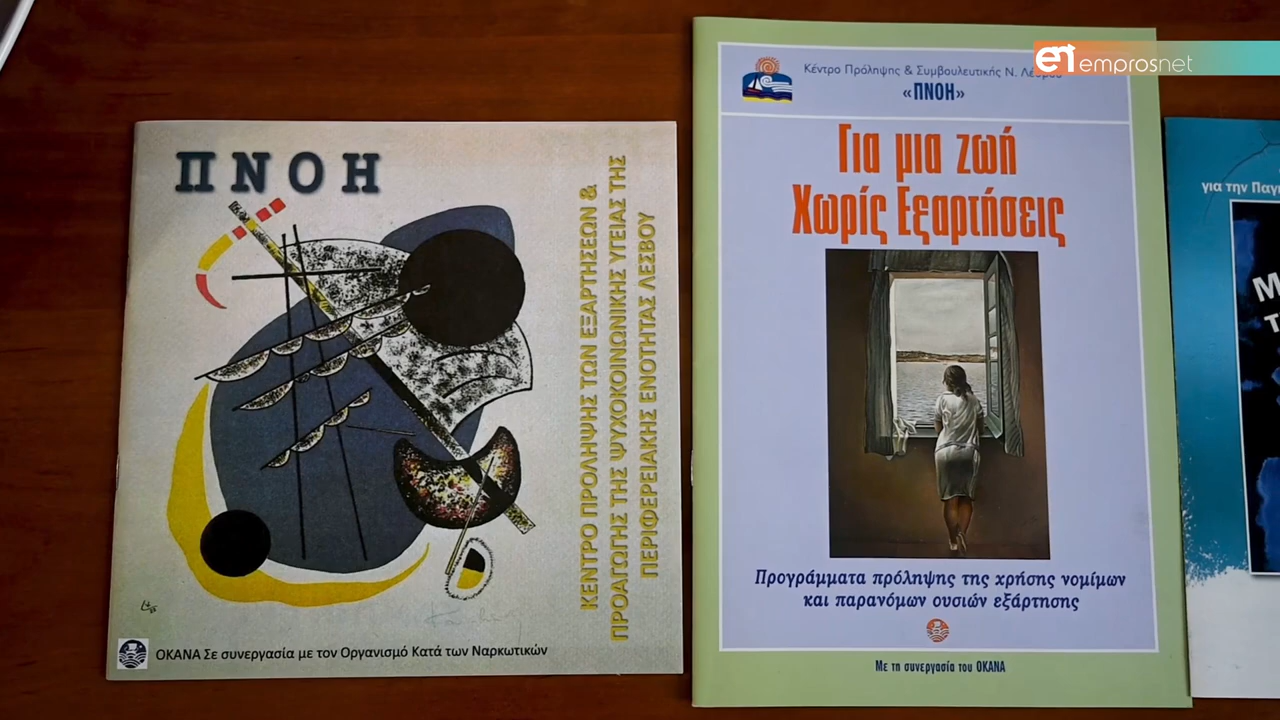 emprosnet
ΠΝΟΗ
ΚΕΝΤΡΟ ΠΡΟΛΗΨΗΣ ΤΩΝ ΕΞΑΡΤΗΣΕΩΝ &
ΠΡΟΑΓΩΓΗΣ ΤΗΣ ΨΥΧΟΚΟΙΝΩΝΙΚΗΣ ΥΓΕΙΑΣ ΤΗΣ
ΠΕΡΙΦΕΡΕΙΑΚΗΣ ΕΝΟΤΗΤΑΣ ΛΕΣΒΟΥ
ΟΚΑΝΑ Σε συνεργασία με τον Οργανισμό Κατά των Ναρκωτικών
Κέντρο Πρόληψης & Συμβουλευτικής Ν. Λέσβου
«ΠΝΟΗ»
Για μια ζωή
Χωρίς Εξαρτήσεις
Προγράμματα πρόληψης της χρήσης νομίμων
και παρανόμων ουσιών εξάρτησης
Με τη συνεργασία του ΟΚΑΝΑ
για την